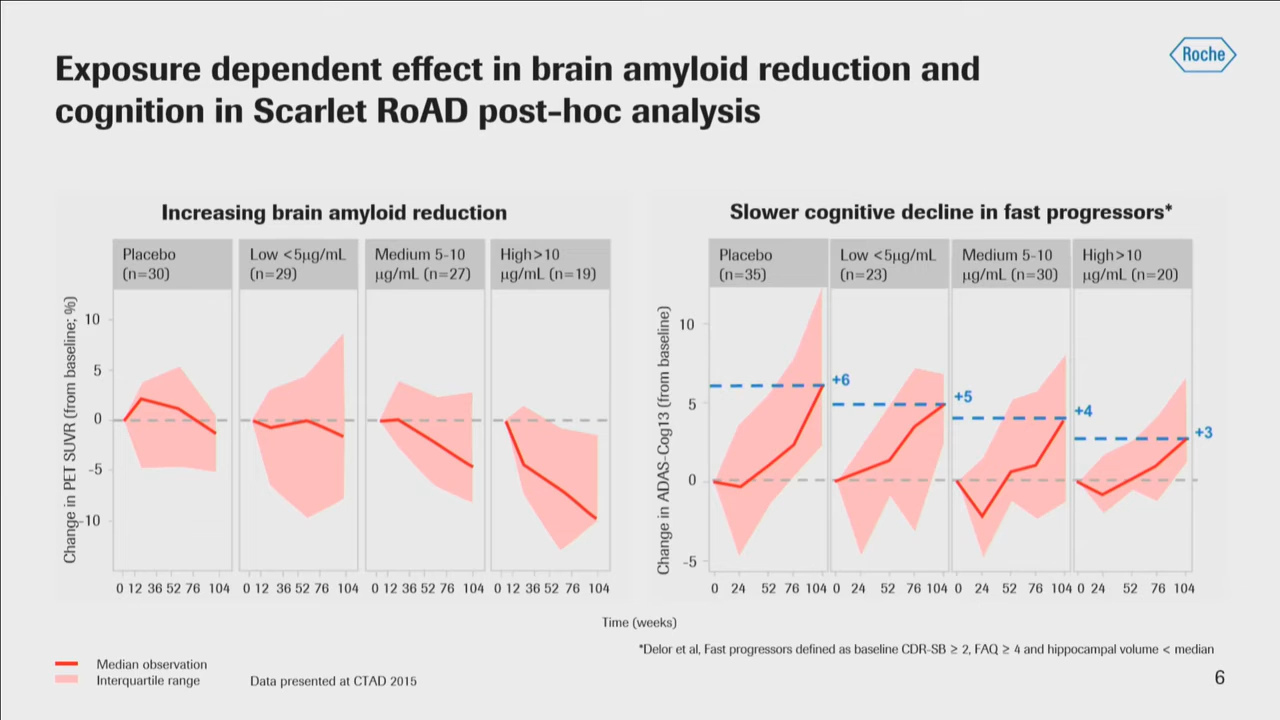 Exposure dependent effect in brain amyloid reduction and
cognition in Scarlet RoAD post-hoc analysis
Roche
Increasing brain amyloid reduction
Placebo
(n=30)
Low <5µg/mL
(n=29)
Medium 5-10
µg/mL (n=27)
High>10
µg/mL (n=19)
Change in PET SUVR (from baseline; %)
10
5
0
-5
-10
0 12 36 52 76 104
0 12 36 52 76 104
0 12 36 52 76 104
0 12 36 52 76 104
Slower cognitive decline in fast progressors*
Placebo
(n=35)
Low <5µg/mL
(n=23)
Medium 5-10
µg/mL (n=30)
High>10
µg/mL (n=20)
Change in ADAS-Cog13 (from baseline)
10
5
0
-5
+6
+5
+4
+3
0 24 52 76 104
0 24 52 76 104
0 24 52 76 104
0 24 52 76 104
Time (weeks)
*Delor et al, Fast progressors defined as baseline CDR-SB ≥ 2, FAQ ≥ 4 and hippocampal volume < median
Median observation
Interquartile range
Data presented at CTAD 2015
6